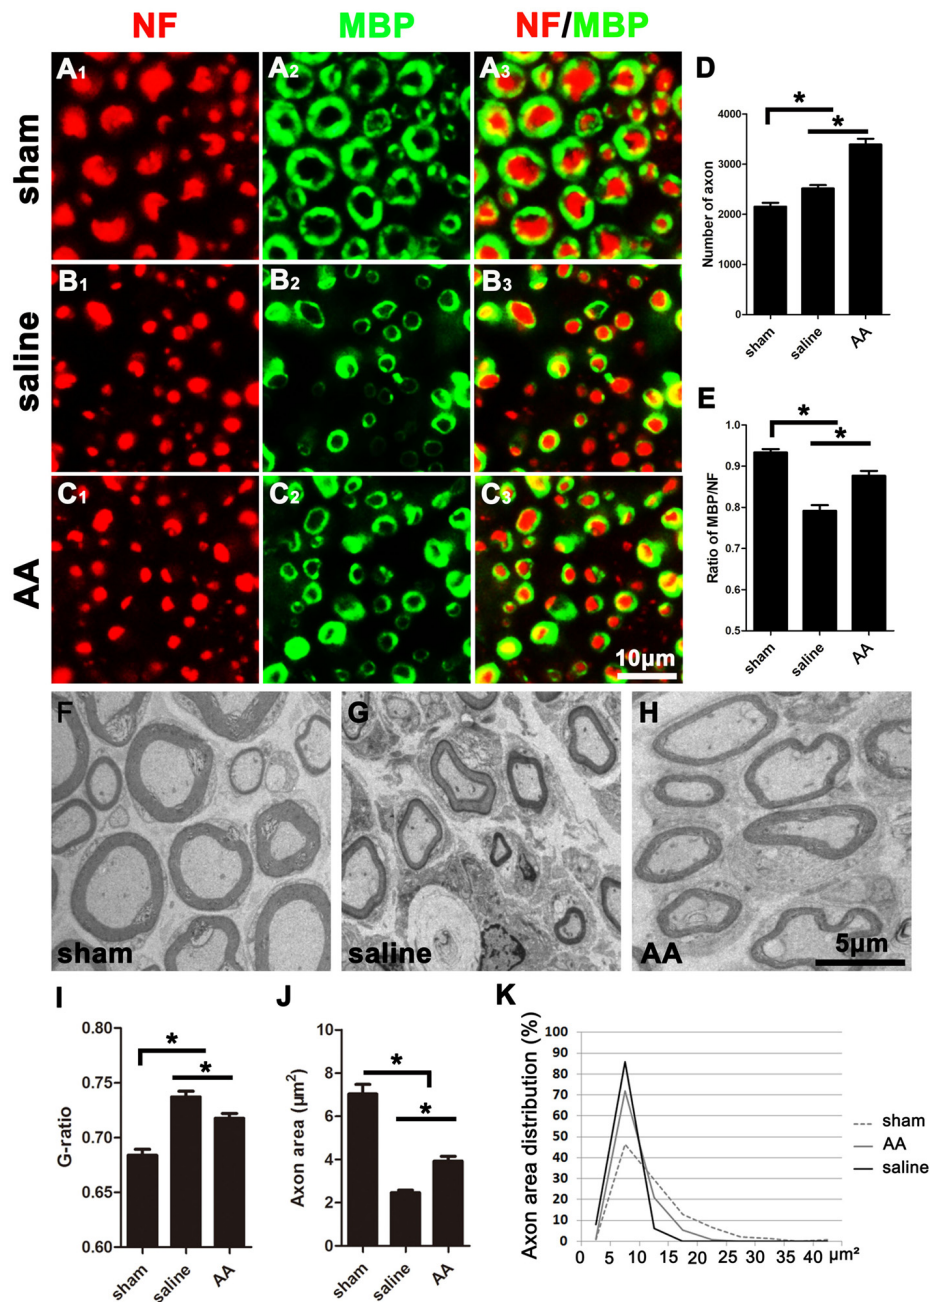 NF MBP NF/MBP
sham
A1 A2 A3
saline
B1 B2 B3
AA
C1 C2 C3
10µm
D
*
*
Number of axon
4000
3000
2000
1000
0
sham saline AA
E
*
*
Ratio of MBP/NF
1.0
0.9
0.8
0.7
0.6
0.5
sham saline AA
F G H
sham saline AA
5µm
I
*
*
G-ratio
0.80
0.75
0.70
0.65
0.60
sham saline AA
J
*
*
Axon area (µm²)
10
8
6
4
2
0
sham saline AA
K
Axon area distribution (%)
100
90
80
70
60
50
40
30
20
10
0
0 5 10 15 20 25 30 35 40 µm²
sham
AA
saline